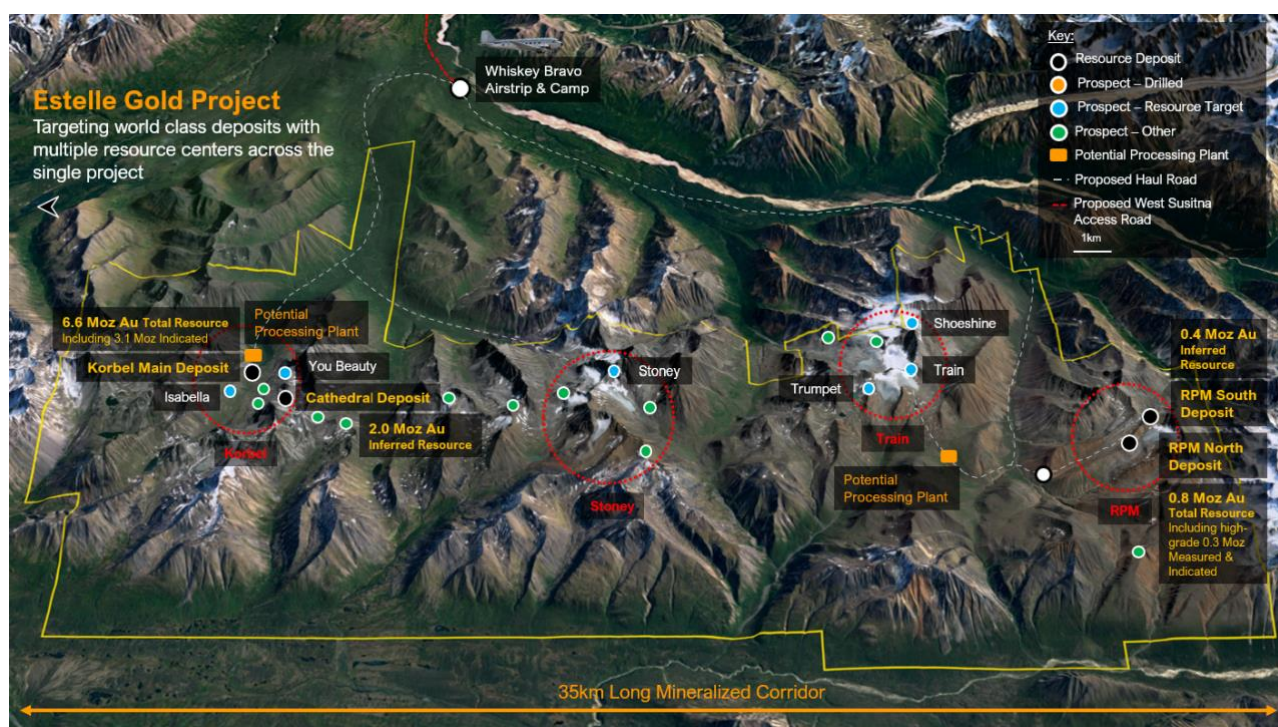 Estelle Gold Project
Targeting world class deposits with
multiple resource centers across the
single project
Whiskey Bravo
Airstrip & Camp
Key:
Resource Deposit
Prospect – Drilled
Prospect – Resource Target
Prospect – Other
Potential Processing Plant
Proposed Haul Road
Proposed West Susitna
Access Road
1km
6.6 Moz Au Total Resource
Including 3.1 Moz Indicated
Potential
Processing Plant
Korbel Main Deposit
You Beauty
Isabella
Cathedral Deposit
2.0 Moz Au
Inferred Resource
Korbel
Stoney
Stoney
Shoeshine
Train
Trumpet
Train
Potential
Processing Plant
0.4 Moz Au
Inferred
Resource
RPM South
Deposit
RPM North
Deposit
0.8 Moz Au
Total Resource
Including high-
grade 0.3 Moz
Measured &
Indicated
RPM
35km Long Mineralized Corridor